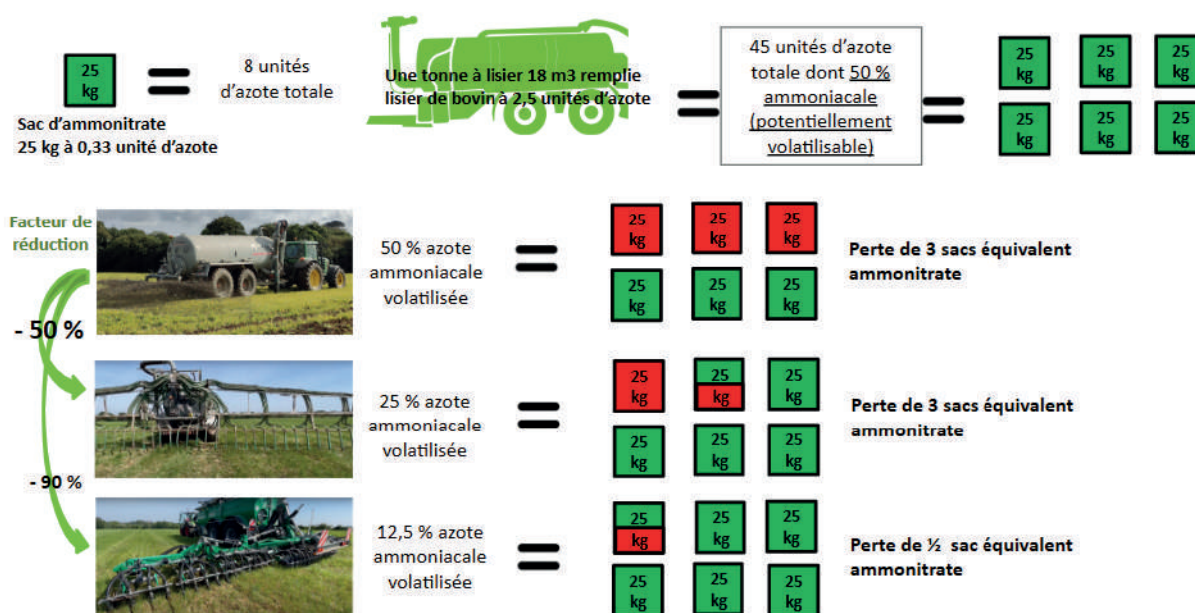 25
kg
8 unités
d'azote totale
Sac d'ammonitrate
25 kg à 0,33 unité d'azote
Une tonne à lisier 18 m3 remplie
lisier de bovin à 2,5 unités d'azote
45 unités d'azote
totale dont 50 %
ammoniacale
(potentiellement
volatilisable)
25
kg
25
kg
25
kg
25
kg
25
kg
25
kg
Facteur de
réduction
- 50 %
- 90 %
50 % azote
ammoniacale
volatilisée
25
kg
25
kg
25
kg
25
kg
25
kg
25
kg
Perte de 3 sacs équivalent
ammonitrate
25 % azote
ammoniacale
volatilisée
25
kg
25
kg
25
kg
25
kg
25
kg
25
kg
Perte de 3 sacs équivalent
ammonitrate
12,5 % azote
ammoniacale
volatilisée
25
kg
25
kg
25
kg
25
kg
25
kg
25
kg
Perte de ½ sac équivalent
ammonitrate